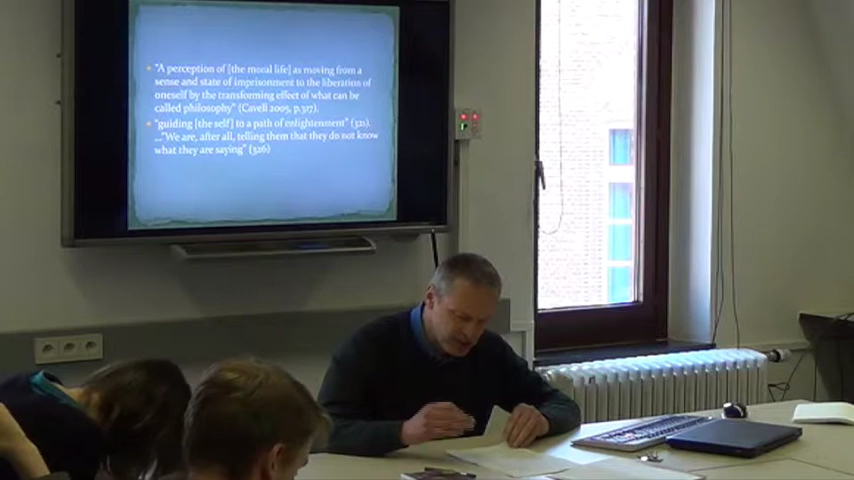 "A perception of [the moral life] as moving from a
sense and state of imprisonment to the liberation of
oneself by the transforming effect of what can be
called philosophy" (Cavell 2005, p.317).
"guiding [the self] to a path of enlightenment" (321).
..."We are, after all, telling them that they do not know
what they are saying" (326)